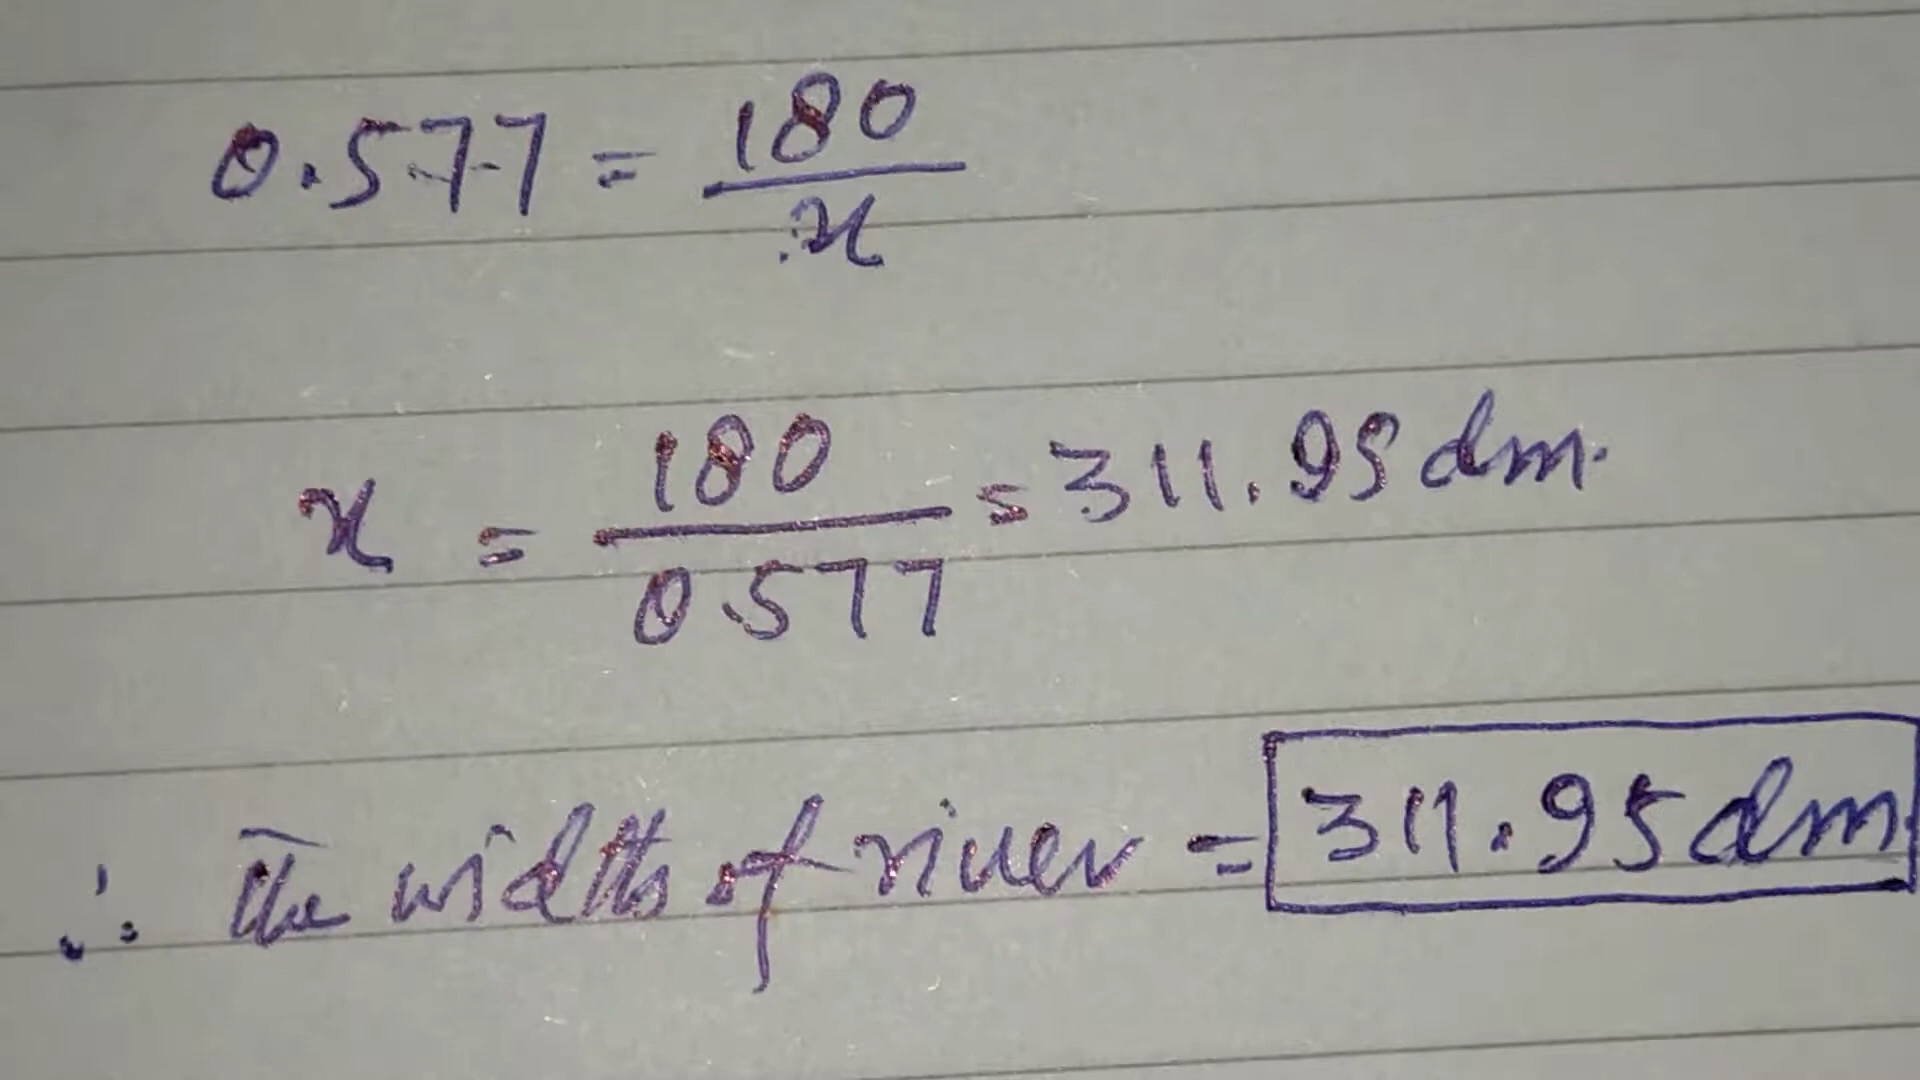 0.577 = 180/x
x = 180/0.577 = 311.95 dm.
∴ The width of river = 311.95 dm